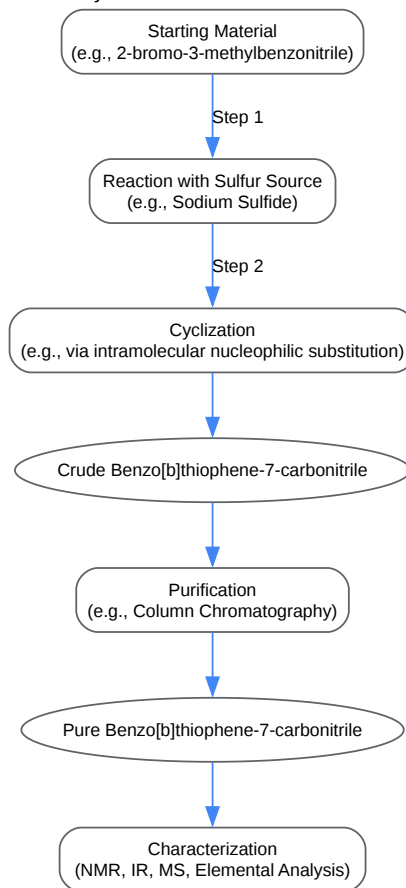 Starting Material
(e.g., 2-bromo-3-methylbenzonitrile)
Step 1
Reaction with Sulfur Source
(e.g., Sodium Sulfide)
Step 2
Cyclization
(e.g., via intramolecular nucleophilic substitution)
Crude Benzo[b]thiophene-7-carbonitrile
Purification
(e.g., Column Chromatography)
Pure Benzo[b]thiophene-7-carbonitrile
Characterization
(NMR, IR, MS, Elemental Analysis)